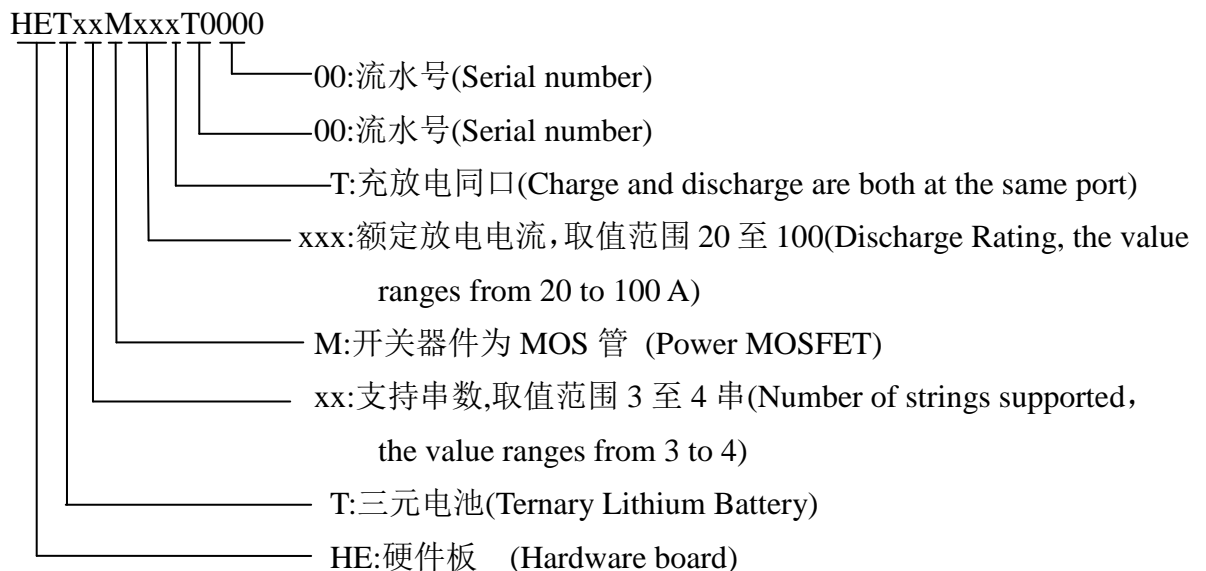 HETxxMxxxT0000
00:流水号(Serial number)
00:流水号(Serial number)
T:充放电同口(Charge and discharge are both at the same port)
xxx:额定放电电流，取值范围 20 至 100(Discharge Rating, the value
ranges from 20 to 100 A)
M:开关器件为 MOS 管 (Power MOSFET)
xx:支持串数,取值范围 3 至 4 串(Number of strings supported，
the value ranges from 3 to 4)
T:三元电池(Ternary Lithium Battery)
HE:硬件板 (Hardware board)